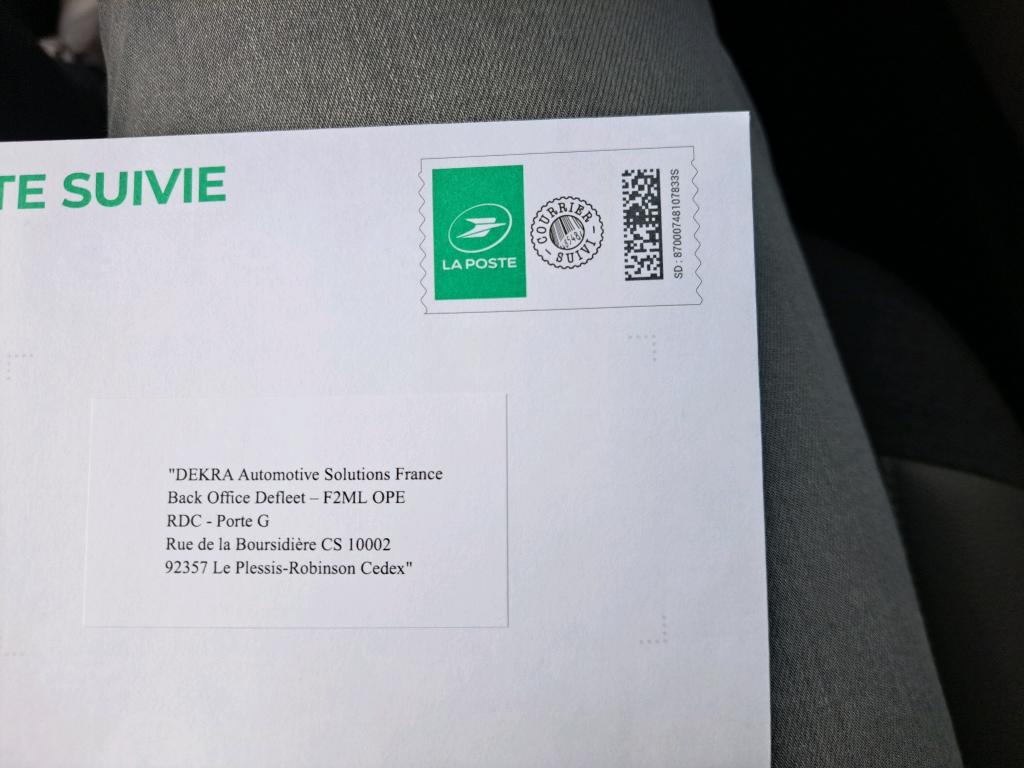 TE SUIVIE
LA POSTE
COURRIER
SUIVI
SD : 87000748107833S
"DEKRA Automotive Solutions France
Back Office Defleet – F2ML OPE
RDC - Porte G
Rue de la Boursidière CS 10002
92357 Le Plessis-Robinson Cedex"